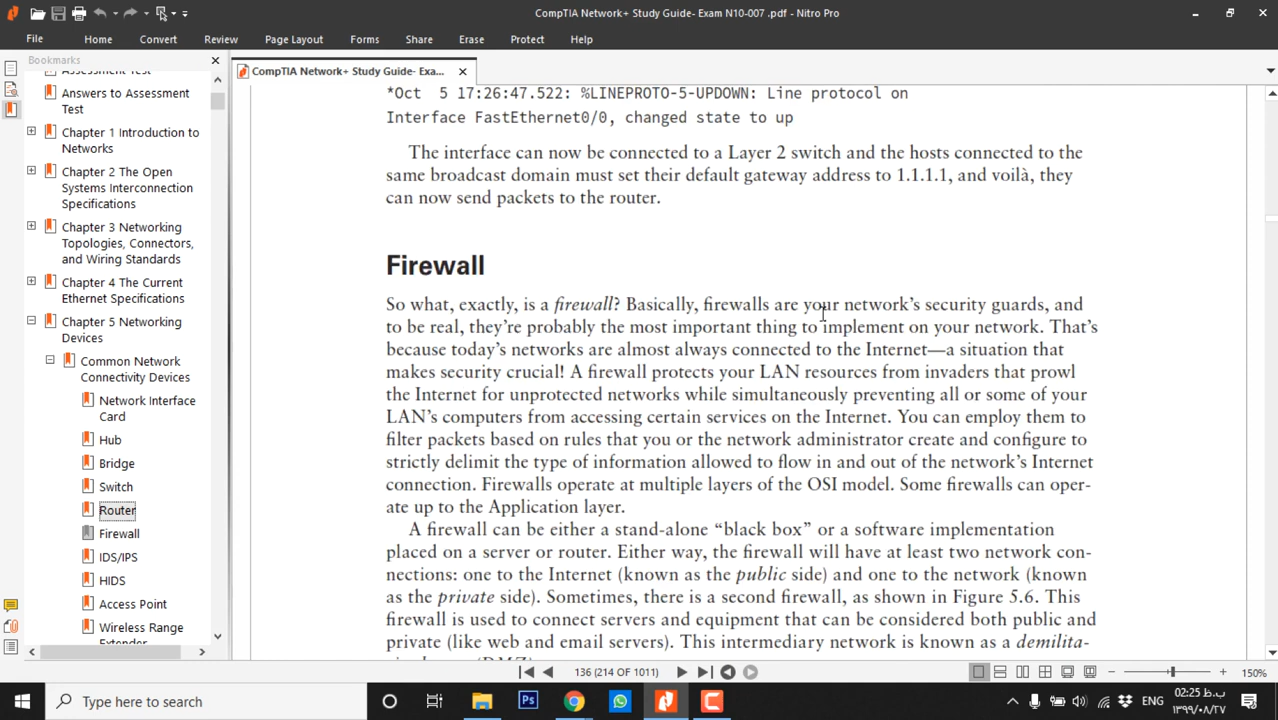 CompTIA Network+ Study Guide- Exam N10-007 .pdf - Nitro Pro
File Home Convert Review Page Layout Forms Share Erase Protect Help
Bookmarks
CompTIA Network+ Study Guide- Exa...
Assessment Test
Answers to Assessment
Test
Chapter 1 Introduction to
Networks
Chapter 2 The Open
Systems Interconnection
Specifications
Chapter 3 Networking
Topologies, Connectors,
and Wiring Standards
Chapter 4 The Current
Ethernet Specifications
Chapter 5 Networking
Devices
Common Network
Connectivity Devices
Network Interface
Card
Hub
Bridge
Switch
Router
Firewall
IDS/IPS
HIDS
Access Point
Wireless Range
Extender
*Oct 5 17:26:47.522: %LINEPROTO-5-UPDOWN: Line protocol on
Interface FastEthernet0/0, changed state to up
The interface can now be connected to a Layer 2 switch and the hosts connected to the
same broadcast domain must set their default gateway address to 1.1.1.1, and voilà, they
can now send packets to the router.
Firewall
So what, exactly, is a firewall? Basically, firewalls are your network's security guards, and
to be real, they're probably the most important thing to implement on your network. That's
because today's networks are almost always connected to the Internet—a situation that
makes security crucial! A firewall protects your LAN resources from invaders that prowl
the Internet for unprotected networks while simultaneously preventing all or some of your
LAN's computers from accessing certain services on the Internet. You can employ them to
filter packets based on rules that you or the network administrator create and configure to
strictly delimit the type of information allowed to flow in and out of the network's Internet
connection. Firewalls operate at multiple layers of the OSI model. Some firewalls can oper-
ate up to the Application layer.
A firewall can be either a stand-alone "black box" or a software implementation
placed on a server or router. Either way, the firewall will have at least two network con-
nections: one to the Internet (known as the public side) and one to the network (known
as the private side). Sometimes, there is a second firewall, as shown in Figure 5.6. This
firewall is used to connect servers and equipment that can be considered both public and
private (like web and email servers). This intermediary network is known as a demilita-
136 (214 OF 1011)
150%
Type here to search
Ps
ENG
02:25 ب.ظ
۱۳۹۹/۰۸/۲۷